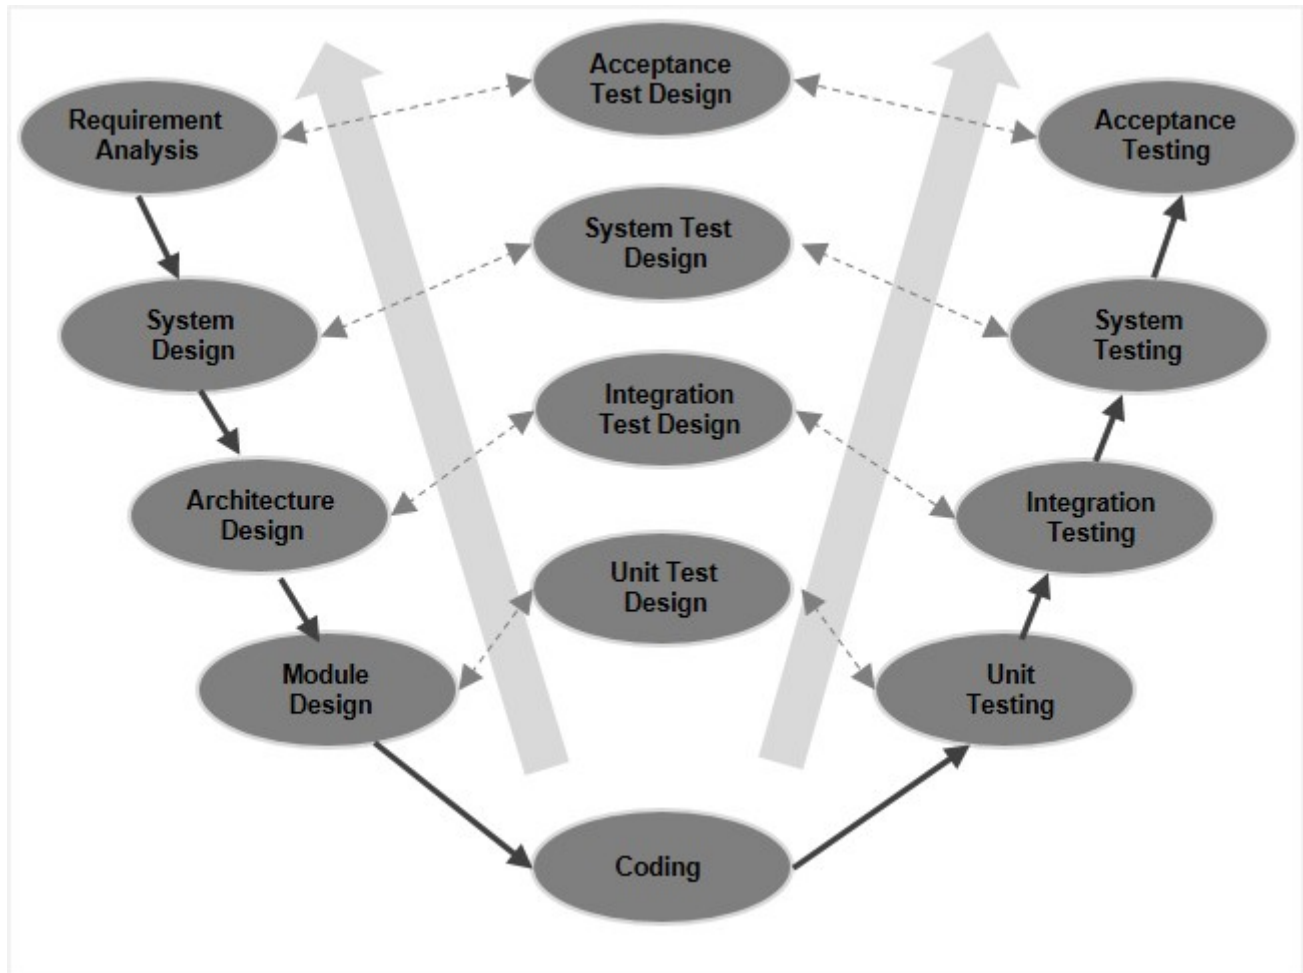 Acceptance
Test Design
Requirement
Analysis
Acceptance
Testing
System Test
Design
System
Design
System
Testing
Integration
Test Design
Architecture
Design
Integration
Testing
Unit Test
Design
Module
Design
Unit
Testing
Coding